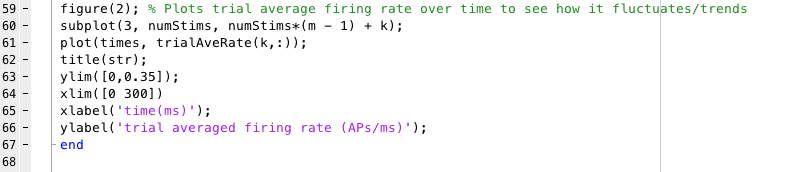 59 - figure(2); % Plots trial average firing rate over time to see how it fluctuates/trends
60 - subplot(3, numStims, numStims*(m - 1) + k);
61 - plot(times, trialAveRate(k,:));
62 - title(str);
63 - ylim([0,0.35]);
64 - xlim([0 300])
65 - xlabel('time(ms)');
66 - ylabel('trial averaged firing rate (APs/ms)');
67 - end
68